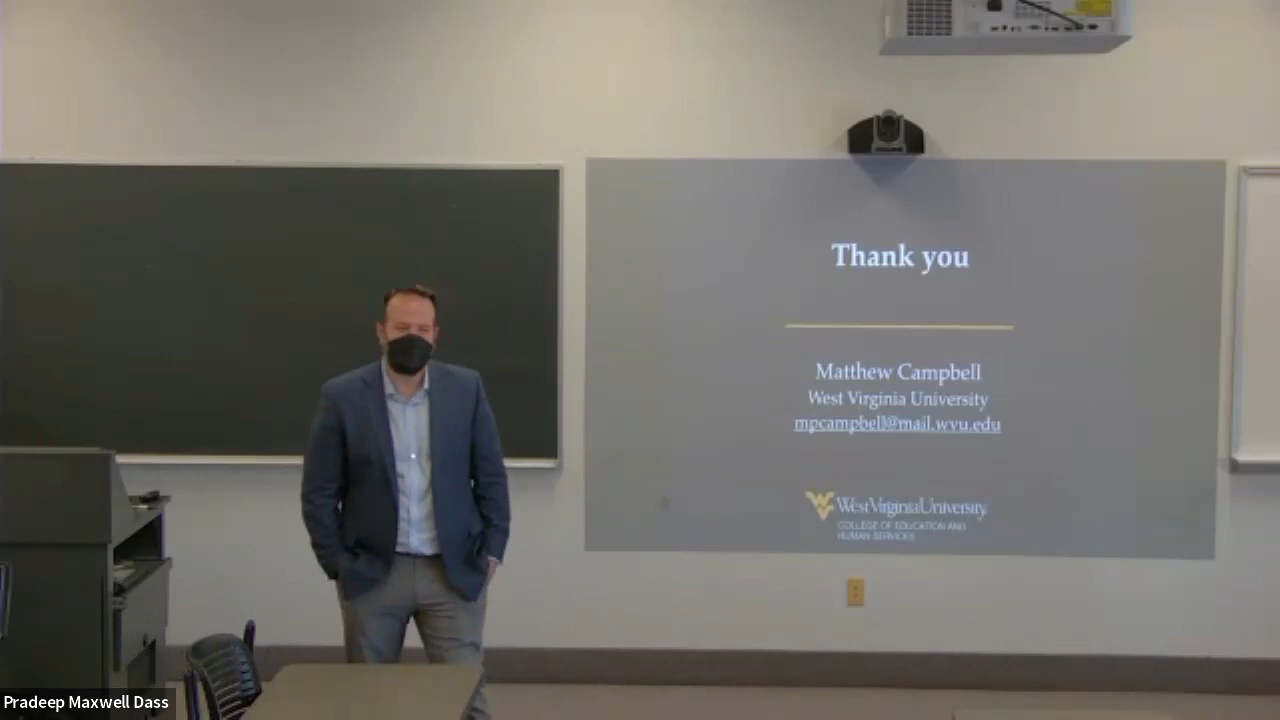 Thank you
Matthew Campbell
West Virginia University
mpcampbell@mail.wvu.edu
WestVirginiaUniversity
COLLEGE OF EDUCATION AND
HUMAN SERVICES
Pradeep Maxwell Dass